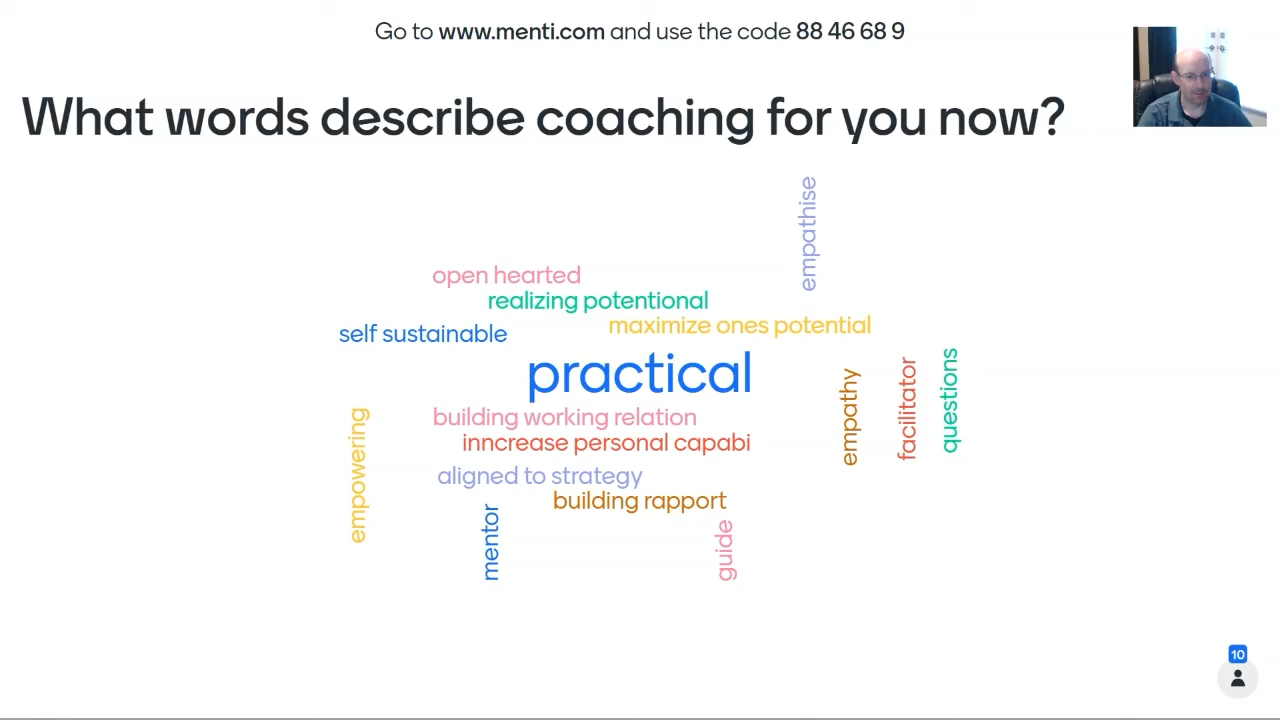 Go to www.menti.com and use the code 88 46 68 9
What words describe coaching for you now?
empathise
open hearted
realizing potentional
maximize ones potential
self sustainable
practical
empathy
facilitator
questions
building working relation
inncrease personal capabi
empowering
aligned to strategy
building rapport
mentor
guide
10